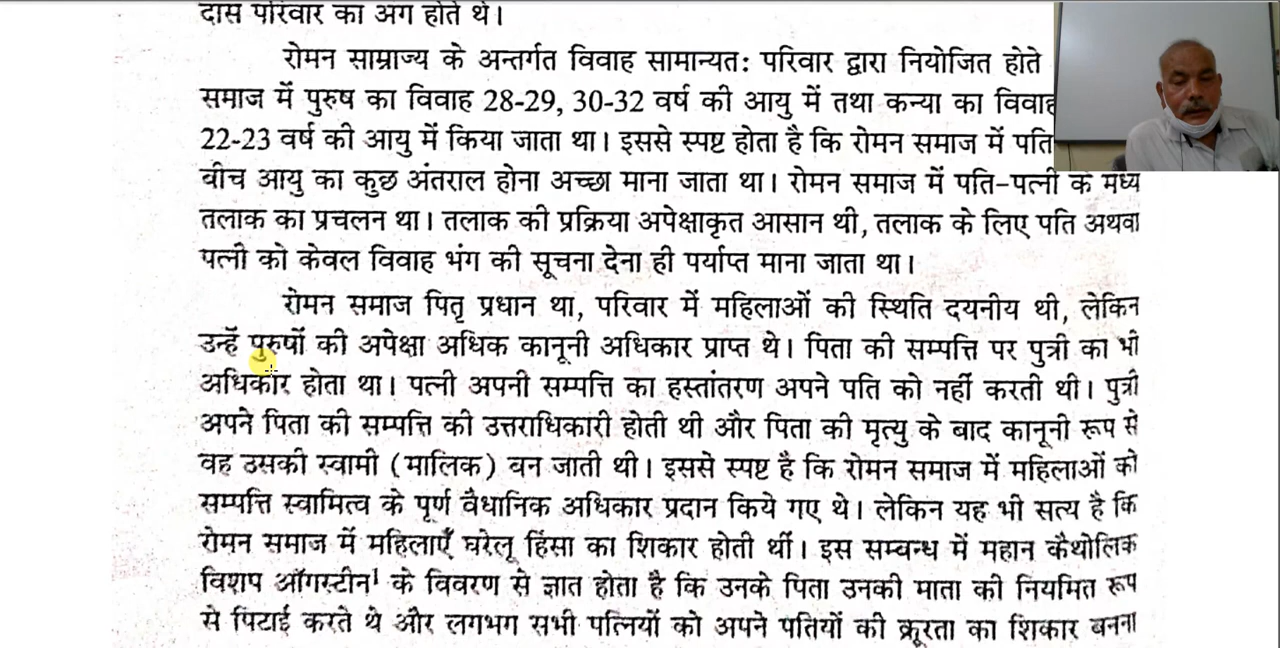 दास परिवार का अंग होते थे।
रोमन साम्राज्य के अन्तर्गत विवाह सामान्यत: परिवार द्वारा नियोजित होते
समाज में पुरुष का विवाह 28-29, 30-32 वर्ष की आयु में तथा कन्या का विवाह
22-23 वर्ष की आयु में किया जाता था। इससे स्पष्ट होता है कि रोमन समाज में पति
बीच आयु का कुछ अंतराल होना अच्छा माना जाता था। रोमन समाज में पति-पत्नी के मध्य
तलाक का प्रचलन था। तलाक की प्रक्रिया अपेक्षाकृत आसान थी, तलाक के लिए पति अथवा
पत्नी को केवल विवाह भंग की सूचना देना ही पर्याप्त माना जाता था।
रोमन समाज पितृ प्रधान था, परिवार में महिलाओं की स्थिति दयनीय थी, लेकिन
उन्हें पुरुषों की अपेक्षा अधिक कानूनी अधिकार प्राप्त थे। पिता की सम्पत्ति पर पुत्री का भी
अधिकार होता था। पत्नी अपनी सम्पत्ति का हस्तांतरण अपने पति को नहीं करती थी। पुत्री
अपने पिता की सम्पत्ति की उत्तराधिकारी होती थी और पिता की मृत्यु के बाद कानूनी रूप से
वह उसकी स्वामी (मालिक) बन जाती थी। इससे स्पष्ट है कि रोमन समाज में महिलाओं को
सम्पत्ति स्वामित्व के पूर्ण वैधानिक अधिकार प्रदान किये गए थे। लेकिन यह भी सत्य है कि
रोमन समाज में महिलाएँ घरेलू हिंसा का शिकार होती थीं। इस सम्बन्ध में महान कैथोलिक
विशप ऑगस्टीन¹ के विवरण से ज्ञात होता है कि उनके पिता उनकी माता की नियमित रूप
से पिटाई करते थे और लगभग सभी पत्नियों को अपने पतियों की क्रूरता का शिकार बनना